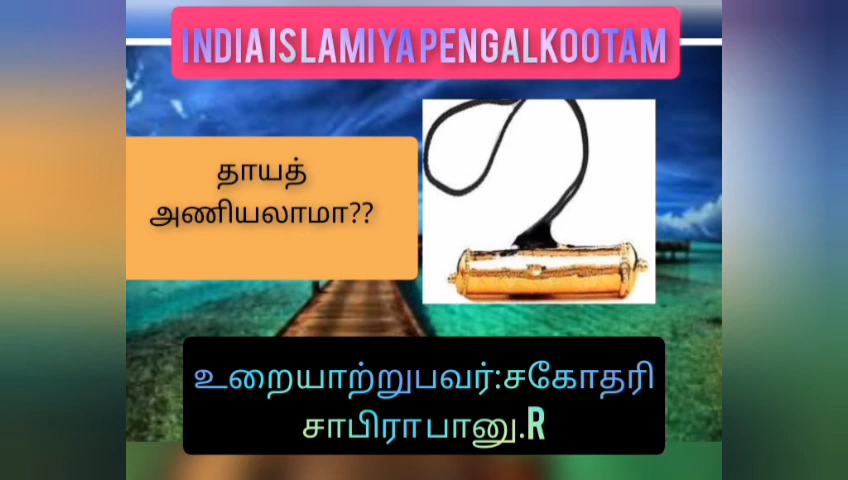 INDIA ISLAMIYA PENGAL KOOTAM
தாயத்
அணியலாமா??
உறையாற்றுபவர்:சகோதரி
சாபிரா பானு.R